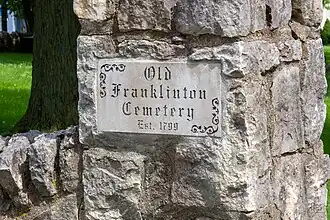 Old
Franklinton
Cemetery
Est. 1799